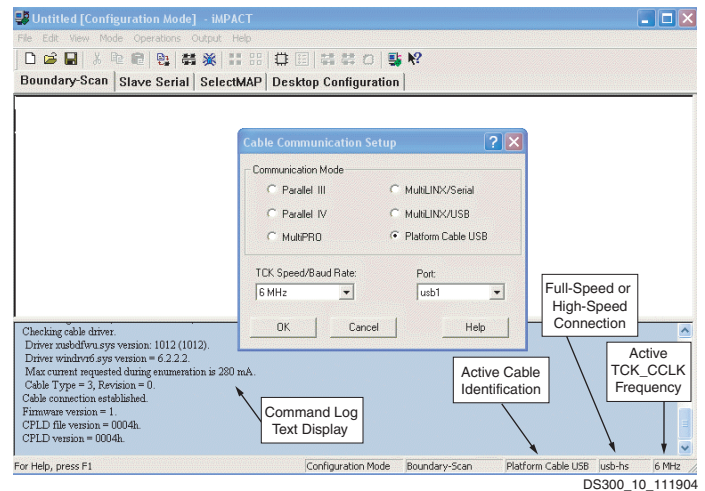 Untitled [Configuration Mode] - iMPACT
File Edit View Mode Operations Output Help
Boundary-Scan Slave Serial SelectMAP Desktop Configuration
Cable Communication Setup
Communication Mode
Parallel III MultiLINX/Serial
Parallel IV MultiLINX/USB
MultiPRO Platform Cable USB
TCK Speed/Baud Rate: Port:
6 MHz usb1
OK Cancel Help
Full-Speed or
High-Speed
Connection
Checking cable driver.
Driver xusbdfwu.sys version: 1012 (1012).
Driver windrvr6.sys version = 6.2.2.2.
Max current requested during enumeration is 280 mA.
Cable Type = 3, Revision = 0.
Cable connection established.
Firmware version = 1.
CPLD file version = 0004h.
CPLD version = 0004h.
Command Log
Text Display
Active Cable
Identification
Active
TCK_CCLK
Frequency
For Help, press F1 Configuration Mode Boundary-Scan Platform Cable USB usb-hs 6 MHz
DS300_10_111904